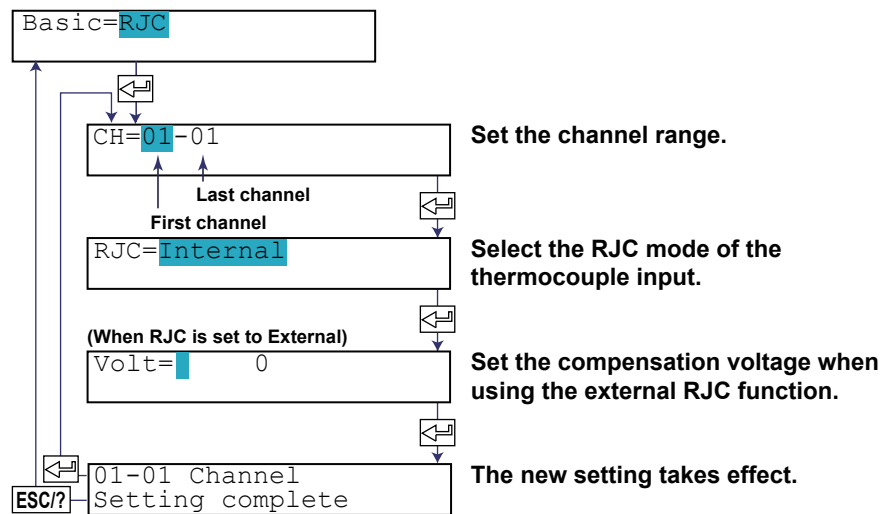 Basic=RJC
CH=01-01
Set the channel range.
Last channel
First channel
RJC=Internal
Select the RJC mode of the
thermocouple input.
(When RJC is set to External)
Volt= 0
Set the compensation voltage when
using the external RJC function.
01-01 Channel
Setting complete
The new setting takes effect.
ESC/?